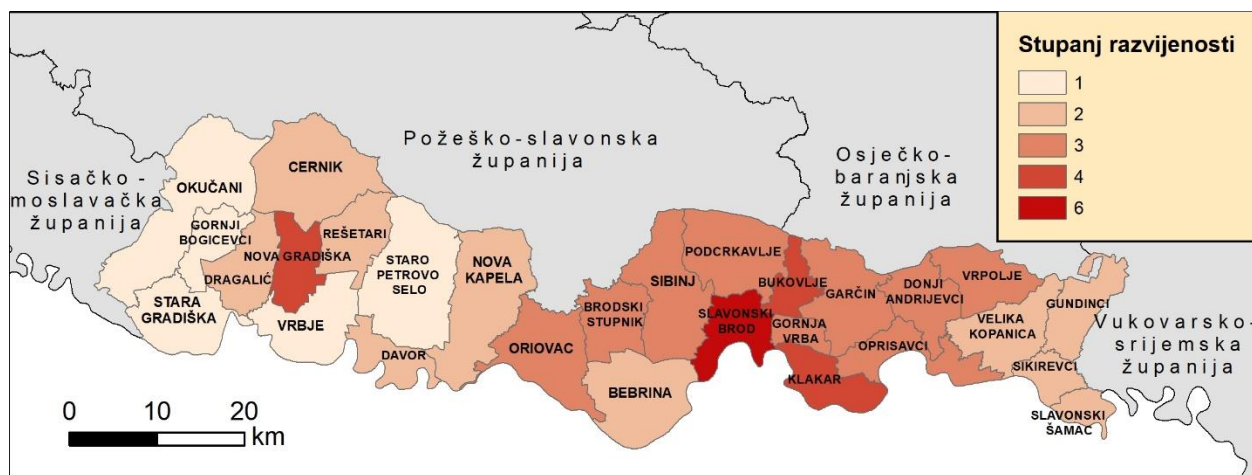 Stupanj razvijenosti
1
2
3
4
6
Požeško-slavonska
županija
Osječko-
baranjska
županija
Sisačko-
moslavačka
županija
Vukovarsko-
srijemska
županija
CERNIK
OKUČANI
GORNJI
BOGICEVCI
REŠETARI
NOVA GRADIŠKA
DRAGALIĆ
STARA
GRADIŠKA
VRBJE
STARO
PETROVO
SELO
NOVA
KAPELA
DAVOR
ORIOVAC
BRODSKI
STUPNIK
SIBINJ
BEBRINA
PODCRKAVLJE
SLAVONSKI
BROD
BUKOVLJE
GORNJA
VRBA
KLAKAR
GARČIN
OPRISAVCI
DONJI
ANDRIJEVCI
VRPOLJE
VELIKA
KOPANICA
GUNDINCI
SIKIREVCI
SLAVONSKI
ŠAMAC
0 10 20
km